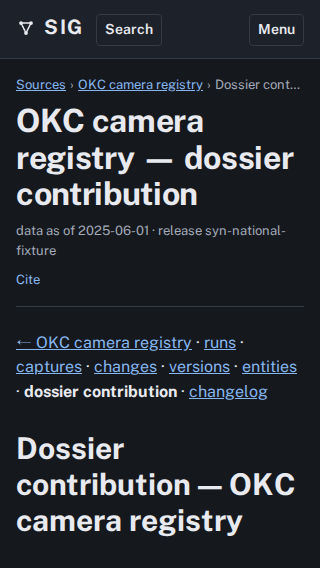 SIG Search Menu
Sources › OKC camera registry › Dossier cont...
OKC camera
registry — dossier
contribution
data as of 2025-06-01 · release syn-national-
fixture
Cite
← OKC camera registry · runs ·
captures · changes · versions · entities
· dossier contribution · changelog
Dossier
contribution — OKC
camera registry